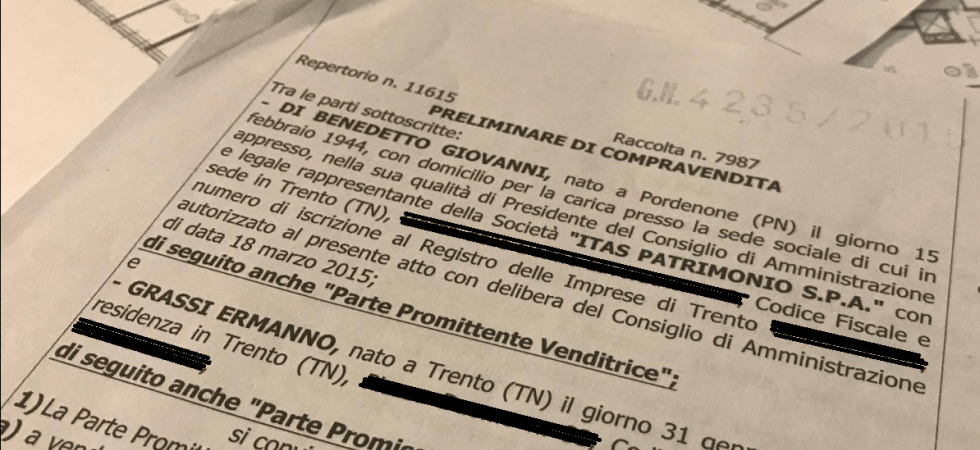 Repertorio n. 11615
G.N. 4238/201
Raccolta n. 7987
PRELIMINARE DI COMPRAVENDITA
Tra le parti sottoscritte:
- DI BENEDETTO GIOVANNI, nato a Pordenone (PN) il giorno 15
febbraio 1944, con domicilio per la carica presso la sede sociale di cui in
appresso, nella sua qualità di Presidente del Consiglio di Amministrazione
e legale rappresentante della Società "ITAS PATRIMONIO S.P.A." con
sede in Trento (TN), Codice Fiscale e
numero di iscrizione al Registro delle Imprese di Trento
autorizzato al presente atto con delibera del Consiglio di Amministrazione
di data 18 marzo 2015;
di seguito anche "Parte Promittente Venditrice";
e
- GRASSI ERMANNO, nato a Trento (TN) il giorno 31
residenza in Trento (TN),
di seguito anche "Parte
1) La Parte
a) a
si